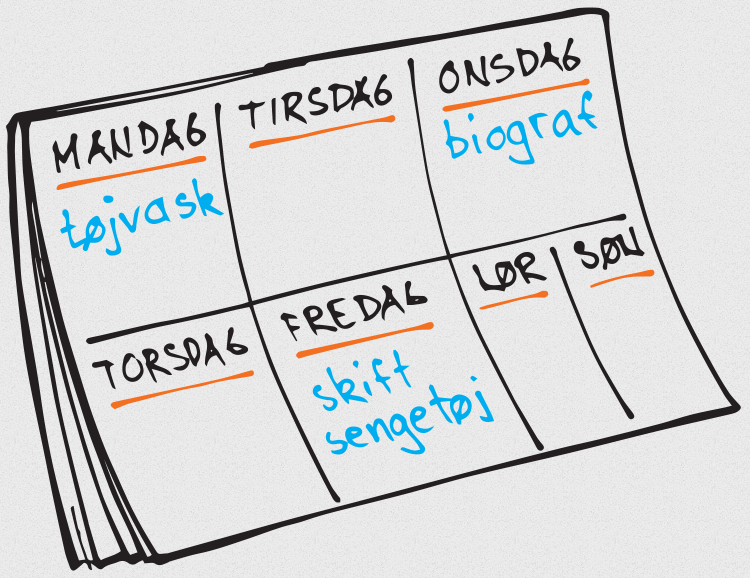 MANDAG
tøjvask
TIRSDAG
ONSDAG
biograf
TORSDAG
FREDAG
skift
sengetøj
LØR
SØN